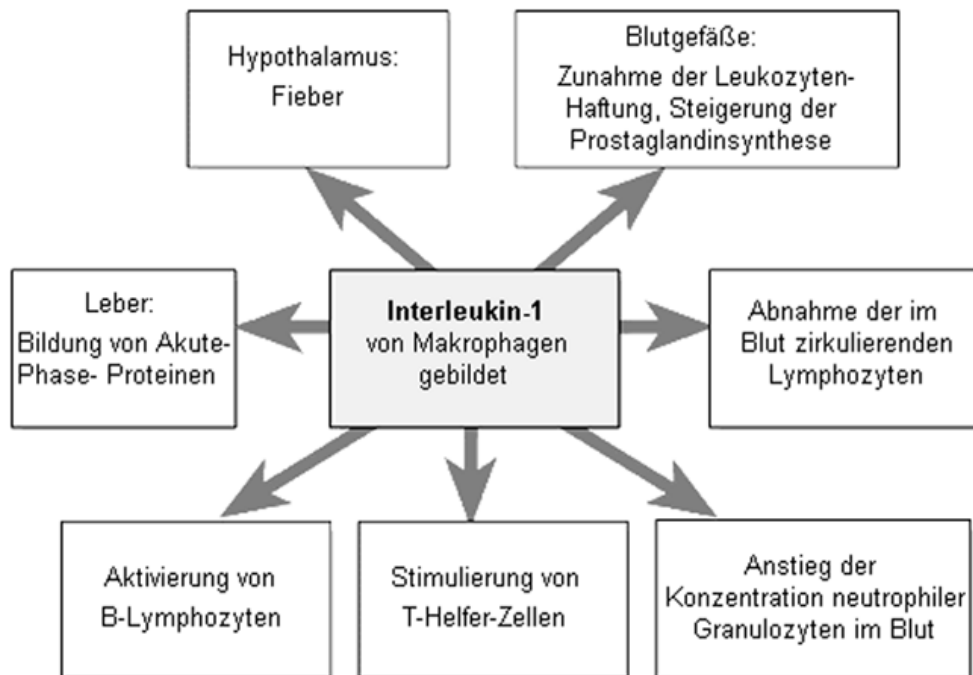 Hypothalamus:
Fieber
Blutgefäße:
Zunahme der Leukozyten-
Haftung, Steigerung der
Prostaglandinsynthese
Leber:
Bildung von Akute-
Phase- Proteinen
Interleukin-1
von Makrophagen
gebildet
Abnahme der im
Blut zirkulierenden
Lymphozyten
Aktivierung von
B-Lymphozyten
Stimulierung von
T-Helfer-Zellen
Anstieg der
Konzentration neutrophiler
Granulozyten im Blut